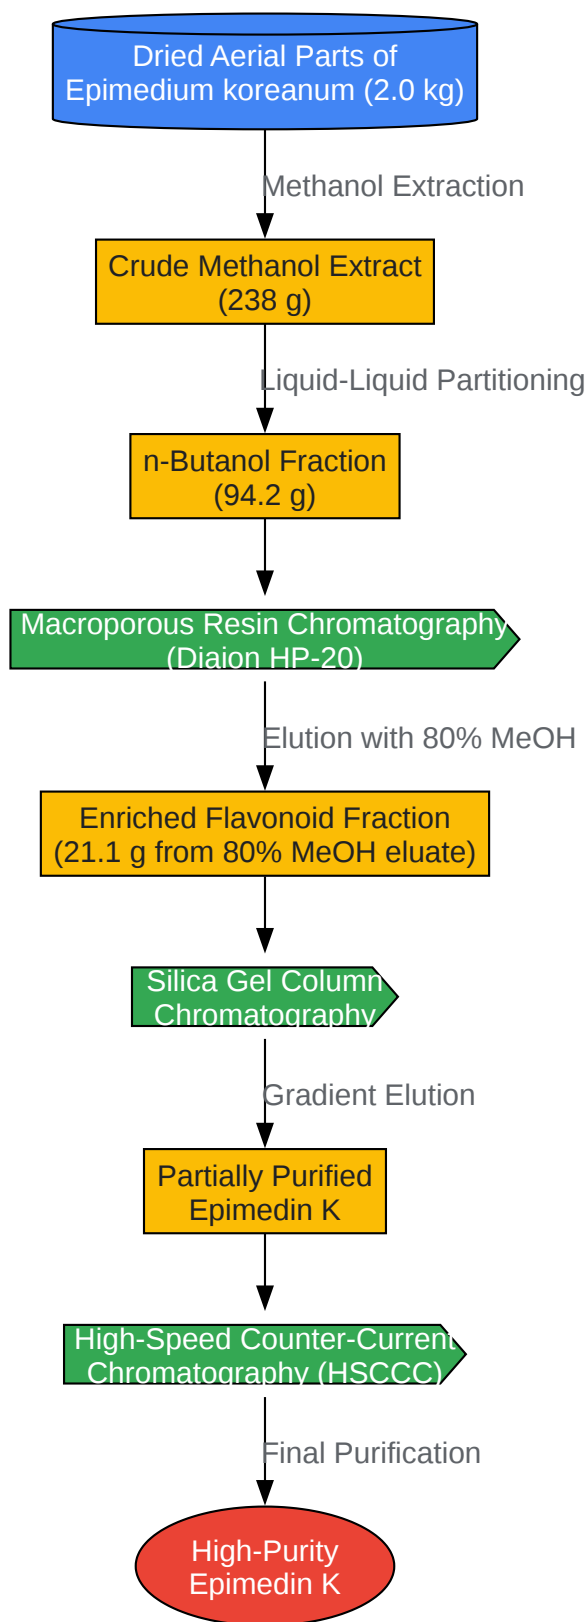 Dried Aerial Parts of
Epimedium koreanum (2.0 kg)
Methanol Extraction
Crude Methanol Extract
(238 g)
Liquid-Liquid Partitioning
n-Butanol Fraction
(94.2 g)
Macroporous Resin Chromatography
(Diaion HP-20)
Elution with 80% MeOH
Enriched Flavonoid Fraction
(21.1 g from 80% MeOH eluate)
Silica Gel Column
Chromatography
Gradient Elution
Partially Purified
Epimedin K
High-Speed Counter-Current
Chromatography (HSCCC)
Final Purification
High-Purity
Epimedin K